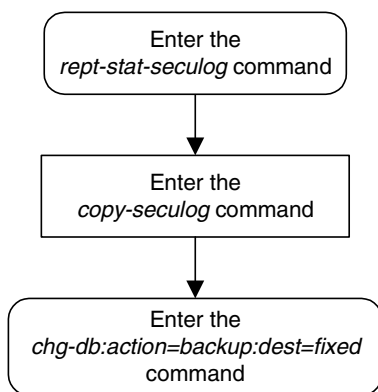 Enter the
rept-stat-seculog command
Enter the
copy-seculog command
Enter the
chg-db:action=backup:dest=fixed
command